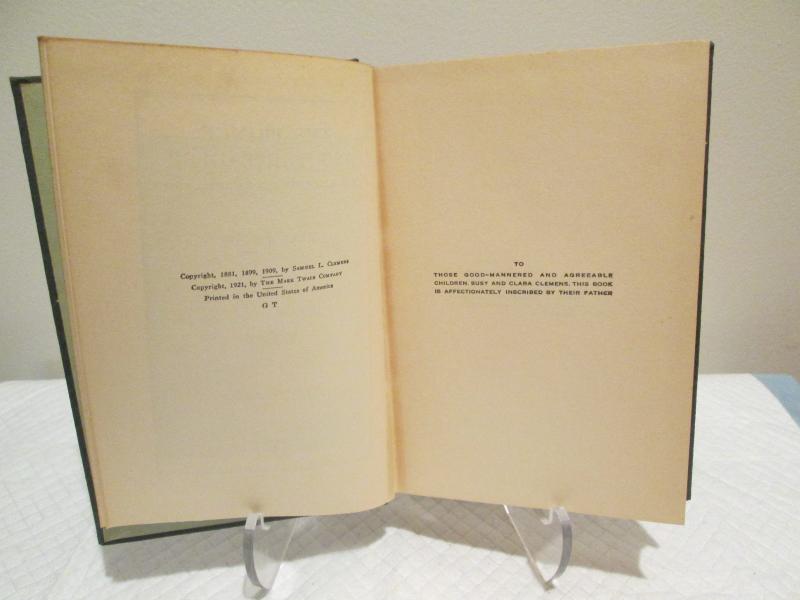 Copyright, 1881, 1899, 1909, by Samuel L. Clemens
Copyright, 1921, by The Mark Twain Company
Printed in the United States of America
G T
TO
THOSE GOOD-MANNERED AND AGREEABLE
CHILDREN, SUSY AND CLARA CLEMENS, THIS BOOK
IS AFFECTIONATELY INSCRIBED BY THEIR FATHER